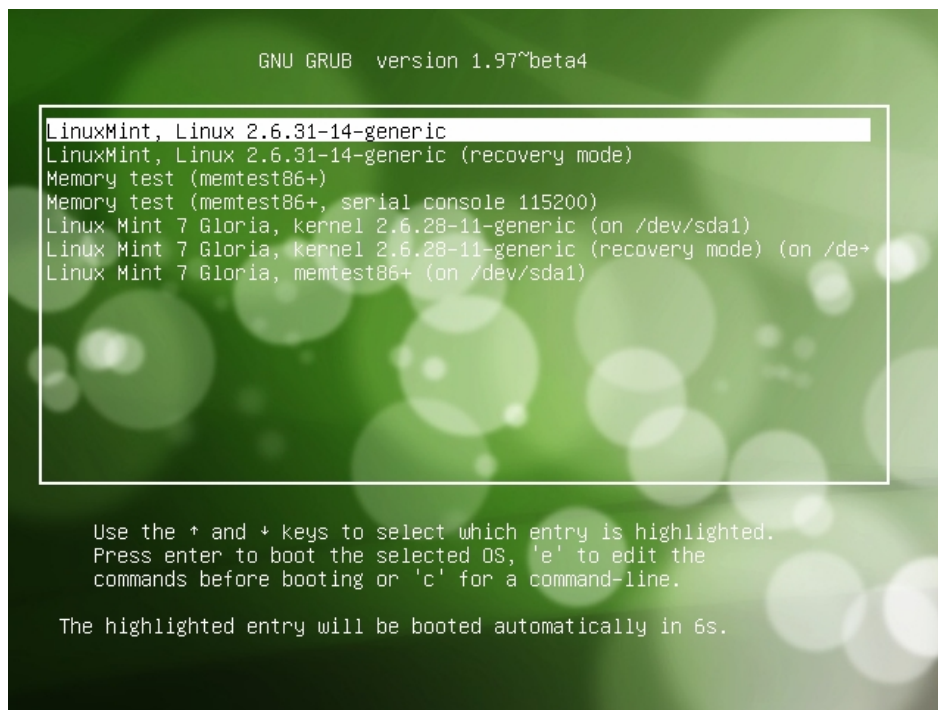 GNU GRUB  version 1.97~beta4
LinuxMint, Linux 2.6.31-14-generic
LinuxMint, Linux 2.6.31-14-generic (recovery mode)
Memory test (memtest86+)
Memory test (memtest86+, serial console 115200)
Linux Mint 7 Gloria, kernel 2.6.28-11-generic (on /dev/sda1)
Linux Mint 7 Gloria, kernel 2.6.28-11-generic (recovery mode) (on /de→
Linux Mint 7 Gloria, memtest86+ (on /dev/sda1)
Use the ↑ and ↓ keys to select which entry is highlighted.
Press enter to boot the selected OS, 'e' to edit the
commands before booting or 'c' for a command-line.
The highlighted entry will be booted automatically in 6s.